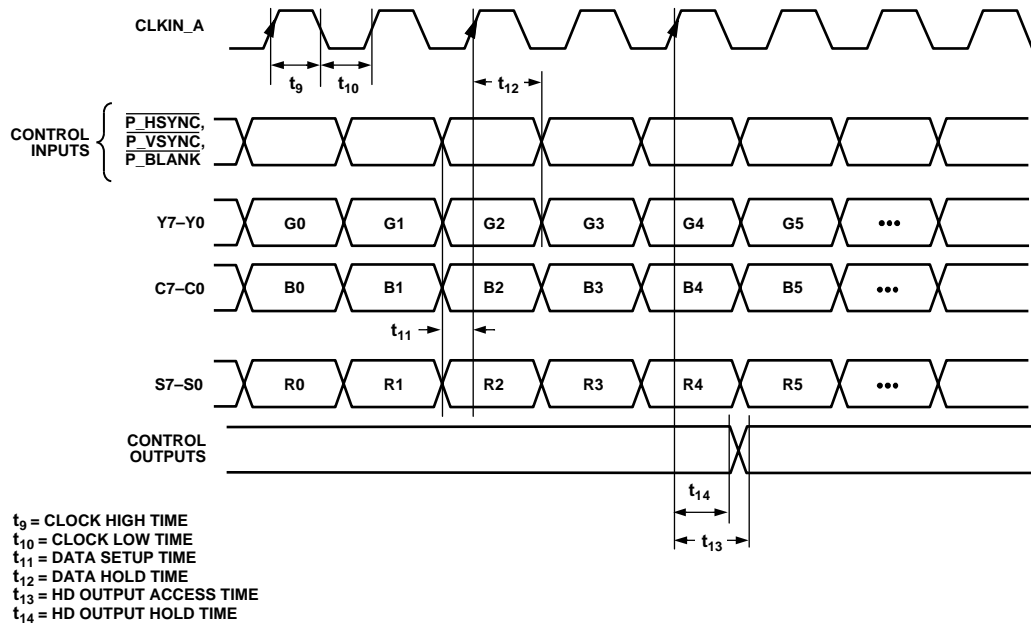 CLKIN_A
t9 t10 t12
CONTROL INPUTS
P_HSYNC,
P_VSYNC,
P_BLANK
Y7–Y0 G0 G1 G2 G3 G4 G5 •••
C7–C0 B0 B1 B2 B3 B4 B5 •••
t11
S7–S0 R0 R1 R2 R3 R4 R5 •••
CONTROL
OUTPUTS
t14
t13
t9 = CLOCK HIGH TIME
t10 = CLOCK LOW TIME
t11 = DATA SETUP TIME
t12 = DATA HOLD TIME
t13 = HD OUTPUT ACCESS TIME
t14 = HD OUTPUT HOLD TIME